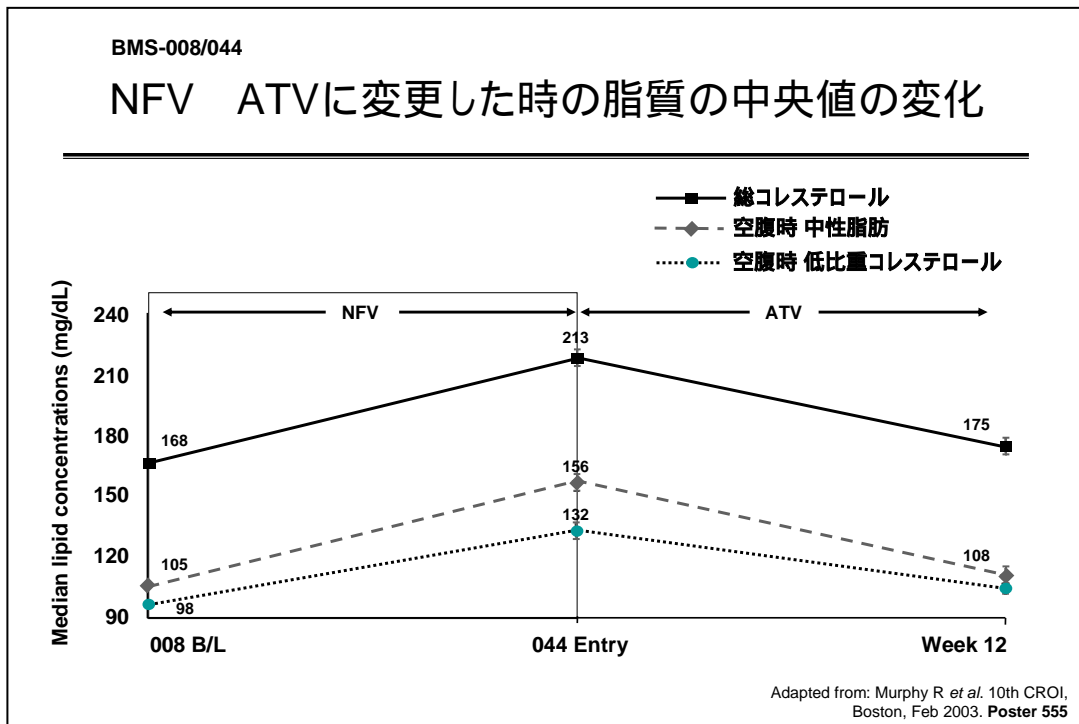 BMS-008/044
NFV　ATVに変更した時の脂質の中央値の変化
総コレステロール
空腹時 中性脂肪
空腹時 低比重コレステロール
Median lipid concentrations (mg/dL)
240
210
180
150
120
90
NFV
ATV
168
213
175
105
156
108
98
132
008 B/L
044 Entry
Week 12
Adapted from: Murphy R et al. 10th CROI,
Boston, Feb 2003. Poster 555